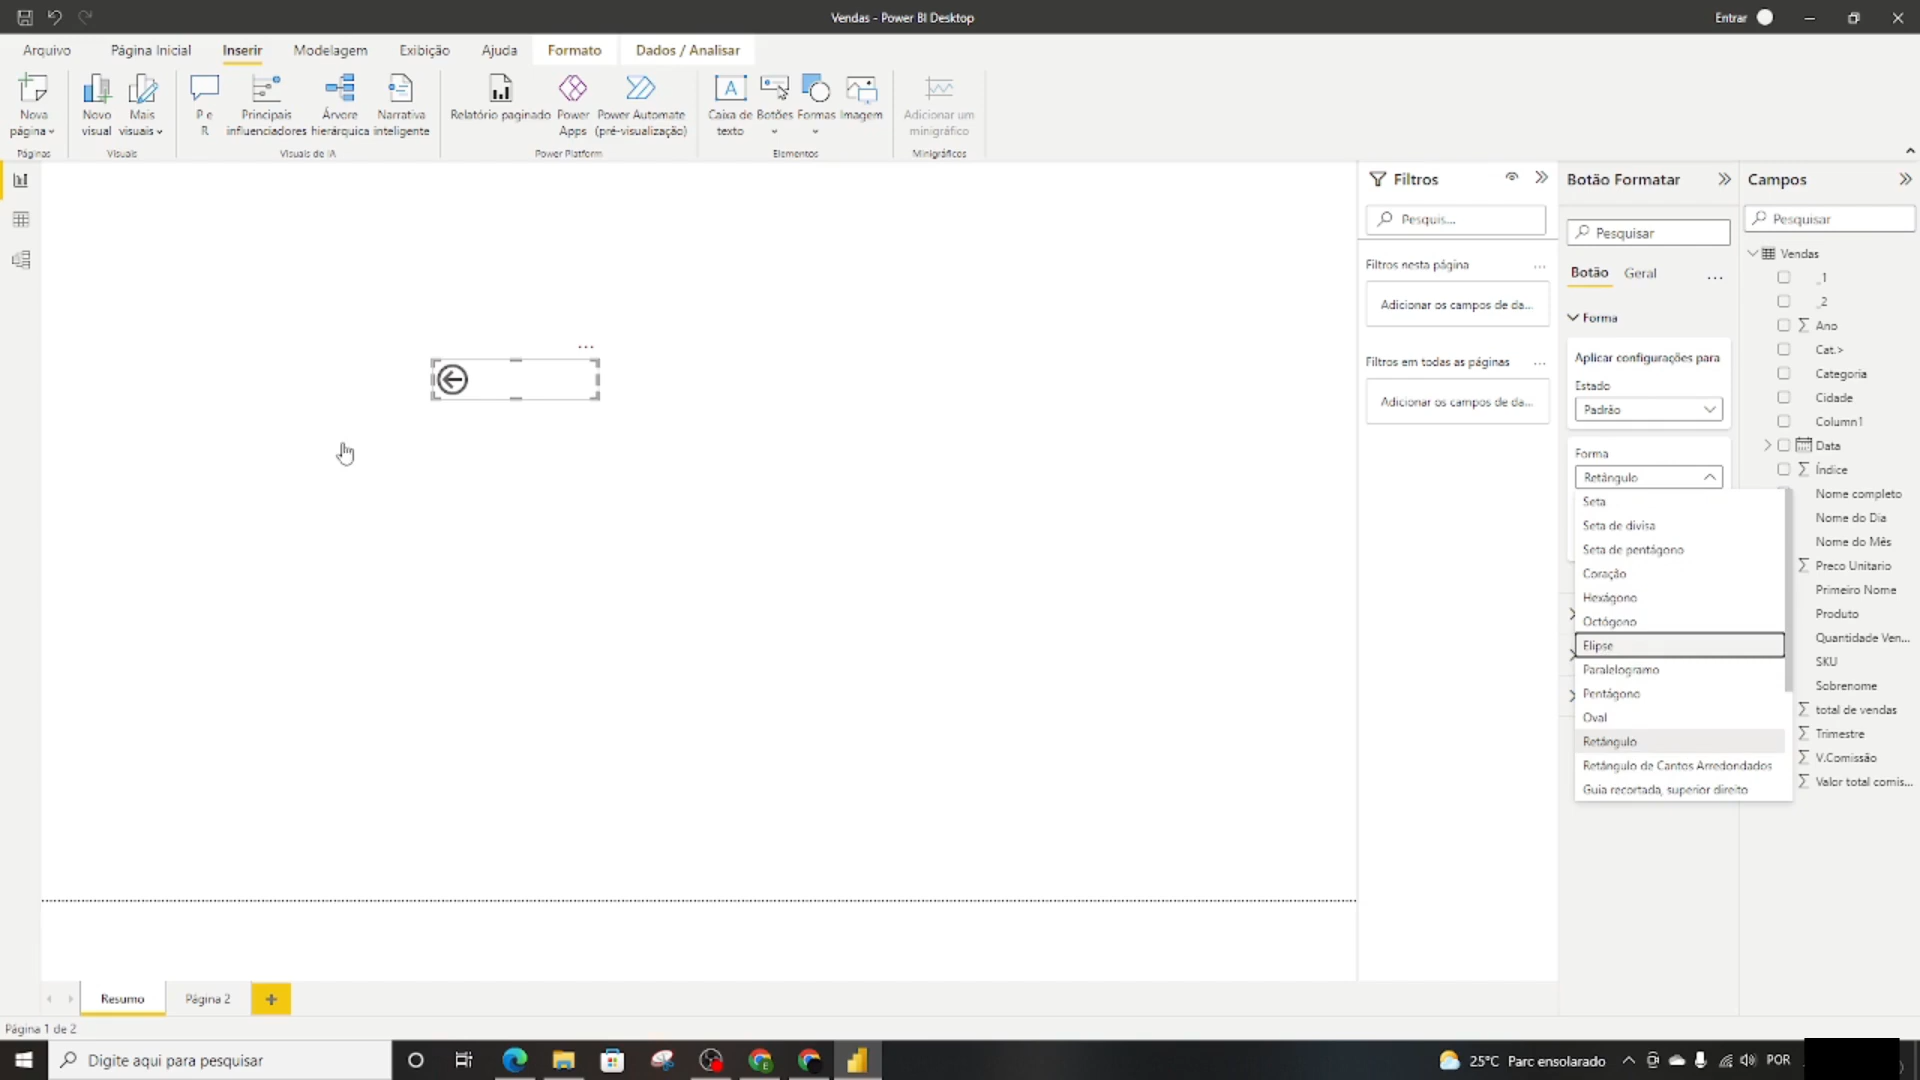 Vendas - Power BI Desktop
Entrar
Arquivo
Página Inicial
Inserir
Modelagem
Exibição
Ajuda
Formato
Dados / Analisar
Nova página
Novo visual
Mais visuais
P e R
Principais influenciadores
Árvore hierárquica
Narrativa inteligente
Relatório paginado
Power Apps
Power Automate (pré-visualização)
Caixa de texto
Botões
Formas
Imagem
Adicionar um minigráfico
Páginas
Visuais
Visuais de IA
Power Platform
Elementos
Minigráficos
Filtros
Pesquis...
Filtros nesta página
...
Adicionar os campos de da...
Filtros em todas as páginas
...
Adicionar os campos de da...
Botão Formatar
Pesquisar
Botão
Geral
...
Forma
Aplicar configurações para
Estado
Padrão
Forma
Retângulo
Seta
Seta de divisa
Seta de pentágono
Coração
Hexágono
Octógono
Elipse
Paralelogramo
Pentágono
Oval
Retângulo
Retângulo de Cantos Arredondados
Guia recortada, superior direito
Campos
Pesquisar
Vendas
_1
_2
Ano
Cat.>
Categoria
Cidade
Column1
Data
Índice
Nome completo
Nome do Dia
Nome do Mês
Preco Unitario
Primeiro Nome
Produto
Quantidade Ven...
SKU
Sobrenome
total de vendas
Trimestre
V.Comissão
Valor total comis...
...
Resumo
Página 2
Página 1 de 2
Digite aqui para pesquisar
25°C Parc ensolarado
POR